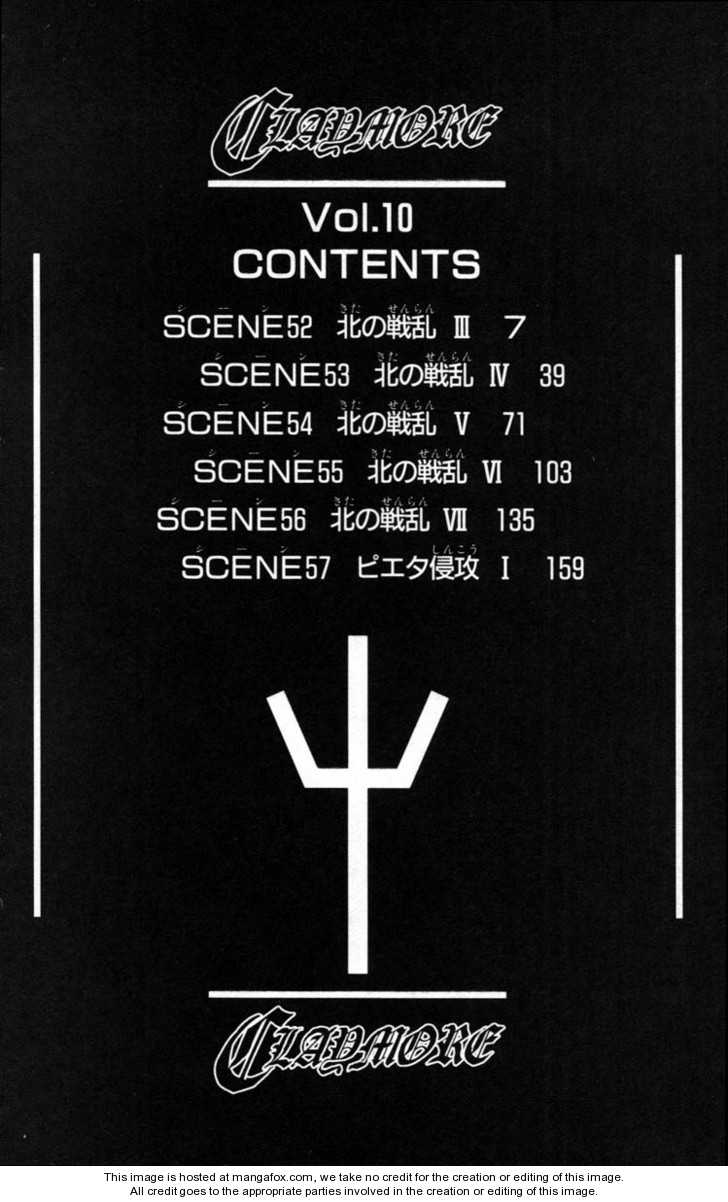 CLAYMORE
Vol.10
CONTENTS
SCENE52 北の戦乱 Ⅲ 7
SCENE53 北の戦乱 Ⅳ 39
SCENE54 北の戦乱 Ⅴ 71
SCENE55 北の戦乱 Ⅵ 103
SCENE56 北の戦乱 Ⅶ 135
SCENE57 ピエタ侵攻 Ⅰ 159
CLAYMORE
This image is hosted at mangafox.com, we take no credit for the creation or editing of this image.
All credit goes to the appropriate parties involved in the creation or editing of this image.